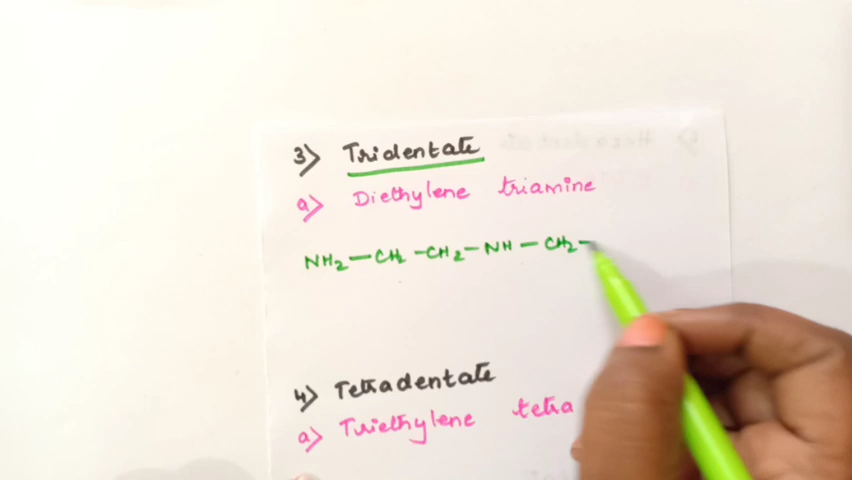 3) Tridentate
a) Diethylene triamine
NH₂ — CH₂ - CH₂ - NH — CH₂ -
4) Tetradentate
a) Triethylene tetra